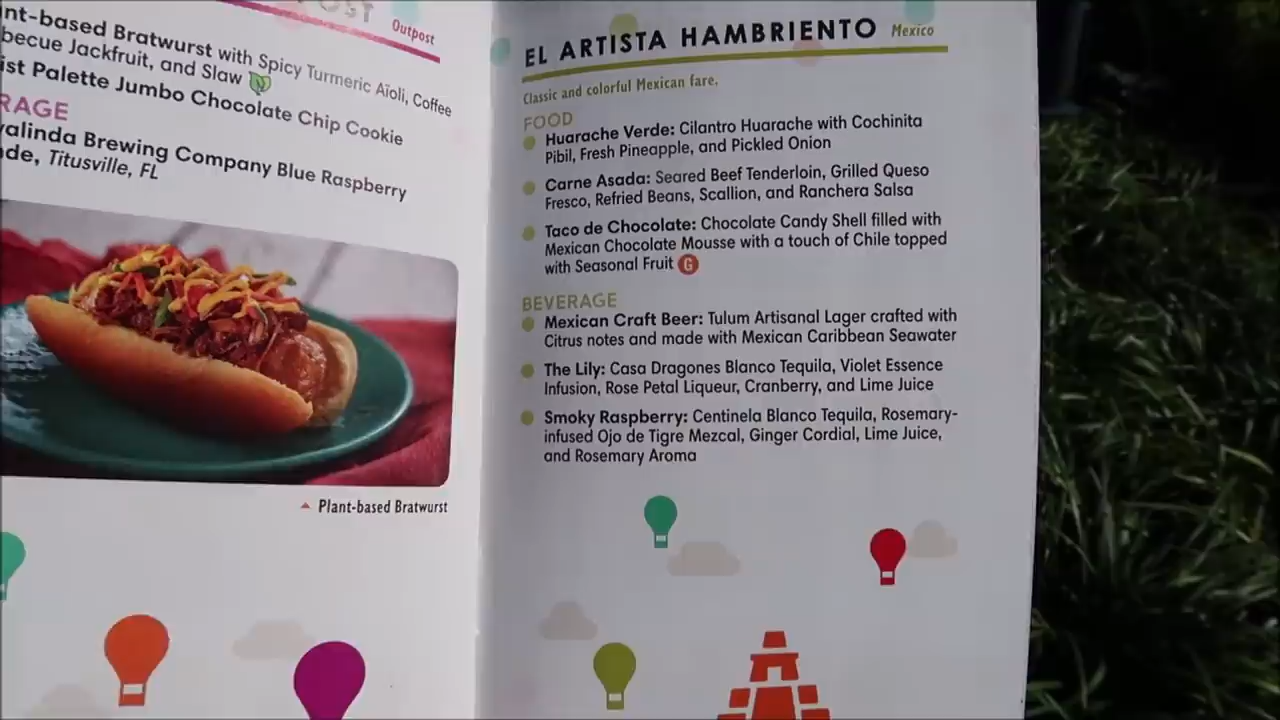 Outpost
nt-based Bratwurst with Spicy Turmeric Aïoli, Coffee
becue Jackfruit, and Slaw
ist Palette Jumbo Chocolate Chip Cookie
RAGE
alinda Brewing Company Blue Raspberry
de, Titusville, FL
Plant-based Bratwurst
EL ARTISTA HAMBRIENTO Mexico
Classic and colorful Mexican fare.
FOOD
Huarache Verde: Cilantro Huarache with Cochinita
Pibil, Fresh Pineapple, and Pickled Onion
Carne Asada: Seared Beef Tenderloin, Grilled Queso
Fresco, Refried Beans, Scallion, and Ranchera Salsa
Taco de Chocolate: Chocolate Candy Shell filled with
Mexican Chocolate Mousse with a touch of Chile topped
with Seasonal Fruit G
BEVERAGE
Mexican Craft Beer: Tulum Artisanal Lager crafted with
Citrus notes and made with Mexican Caribbean Seawater
The Lily: Casa Dragones Blanco Tequila, Violet Essence
Infusion, Rose Petal Liqueur, Cranberry, and Lime Juice
Smoky Raspberry: Centinela Blanco Tequila, Rosemary-
infused Ojo de Tigre Mezcal, Ginger Cordial, Lime Juice,
and Rosemary Aroma